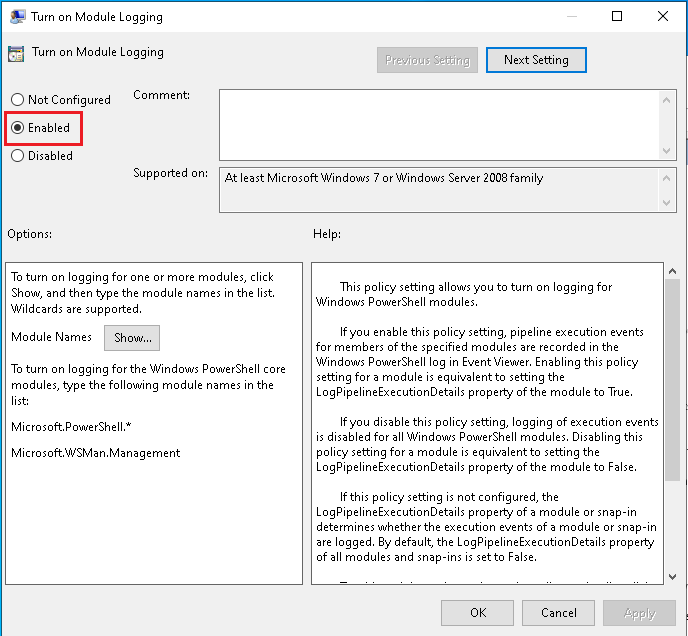 Turn on Module Logging
Turn on Module Logging
Previous Setting
Next Setting
Not Configured
Enabled
Disabled
Comment:
Supported on:
At least Microsoft Windows 7 or Windows Server 2008 family
Options:
Help:
To turn on logging for one or more modules, click
Show, and then type the module names in the list.
Wildcards are supported.
Module Names
Show...
To turn on logging for the Windows PowerShell core
modules, type the following module names in the
list:
Microsoft.PowerShell.*
Microsoft.WSMan.Management
This policy setting allows you to turn on logging for
Windows PowerShell modules.
If you enable this policy setting, pipeline execution events
for members of the specified modules are recorded in the
Windows PowerShell log in Event Viewer. Enabling this policy
setting for a module is equivalent to setting the
LogPipelineExecutionDetails property of the module to True.
If you disable this policy setting, logging of execution events
is disabled for all Windows PowerShell modules. Disabling this
policy setting for a module is equivalent to setting the
LogPipelineExecutionDetails property of the module to False.
If this policy setting is not configured, the
LogPipelineExecutionDetails property of a module or snap-in
determines whether the execution events of a module or snap-in
are logged. By default, the LogPipelineExecutionDetails property
of all modules and snap-ins is set to False.
OK
Cancel
Apply